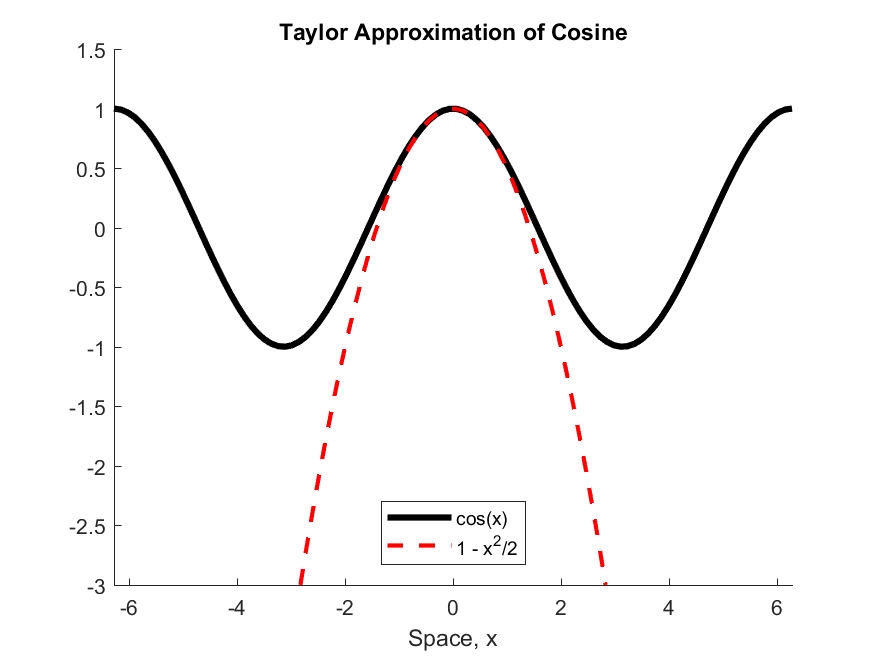 Taylor Approximation of Cosine
1.5
1
0.5
0
-0.5
-1
-1.5
-2
-2.5
-3
cos(x)
1 - x²/2
-6 -4 -2 0 2 4 6
Space, x